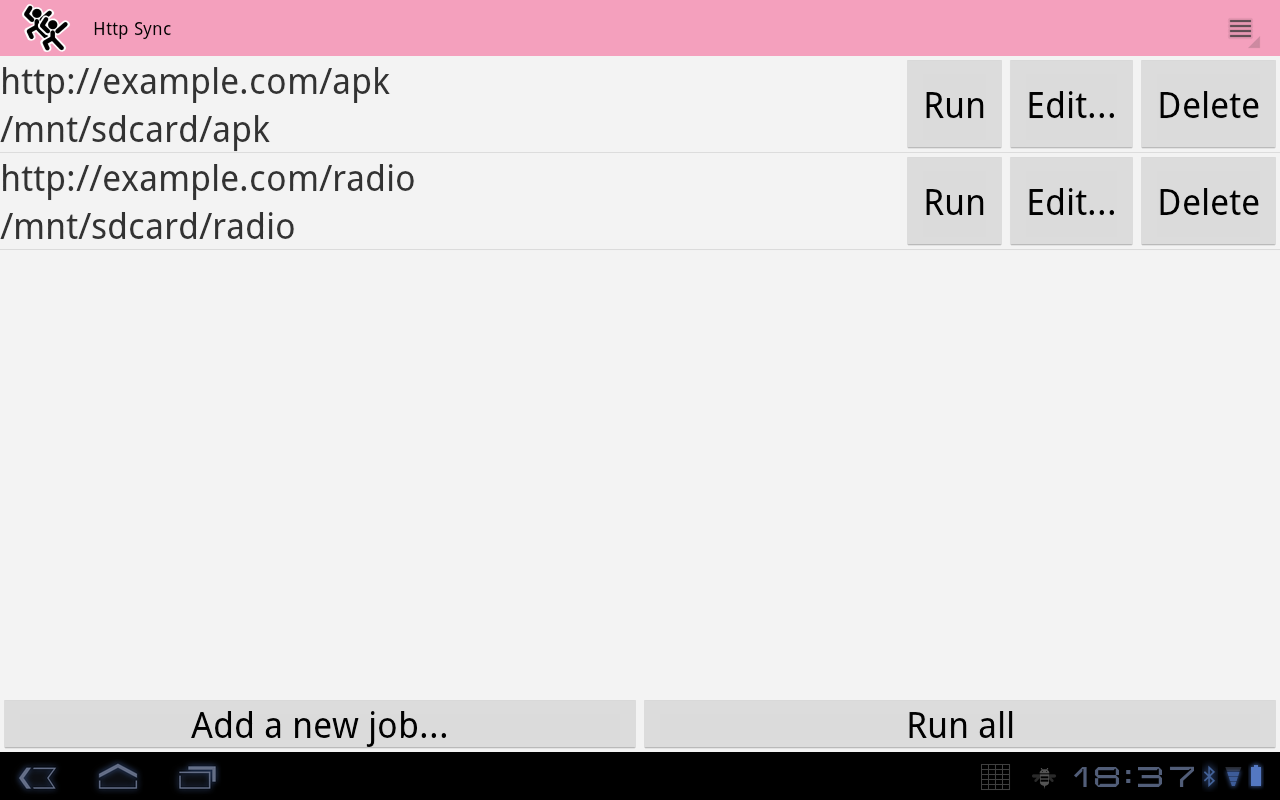 Http Sync
http://example.com/apk
/mnt/sdcard/apk
Run Edit... Delete
http://example.com/radio
/mnt/sdcard/radio
Run Edit... Delete
Add a new job... Run all
18:37